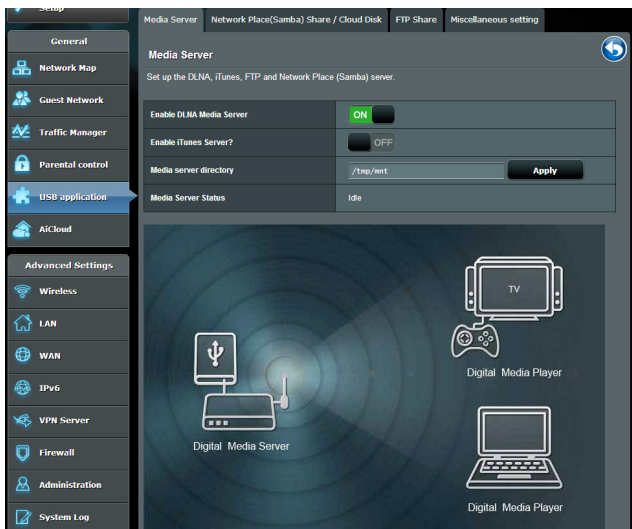 Setup
General
Network Map
Guest Network
Traffic Manager
Parental control
USB application
AiCloud
Advanced Settings
Wireless
LAN
WAN
IPv6
VPN Server
Firewall
Administration
System Log
Media Server
Network Place(Samba) Share / Cloud Disk
FTP Share
Miscellaneous setting
Media Server
Set up the DLNA, iTunes, FTP and Network Place (Samba) server.
Enable DLNA Media Server
ON
Enable iTunes Server?
OFF
Media server directory
/tmp/mnt
Apply
Media Server Status
Idle
TV
Digital Media Player
Digital Media Server
Digital Media Player